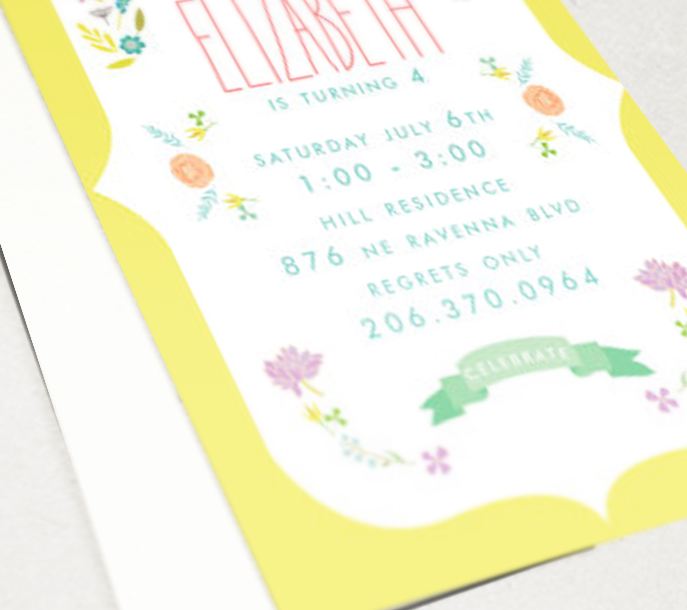 ELIZABETH
IS TURNING 4
SATURDAY JULY 6TH
1:00 - 3:00
HILL RESIDENCE
876 NE RAVENNA BLVD
REGRETS ONLY
206.370.0964
CELEBRATE